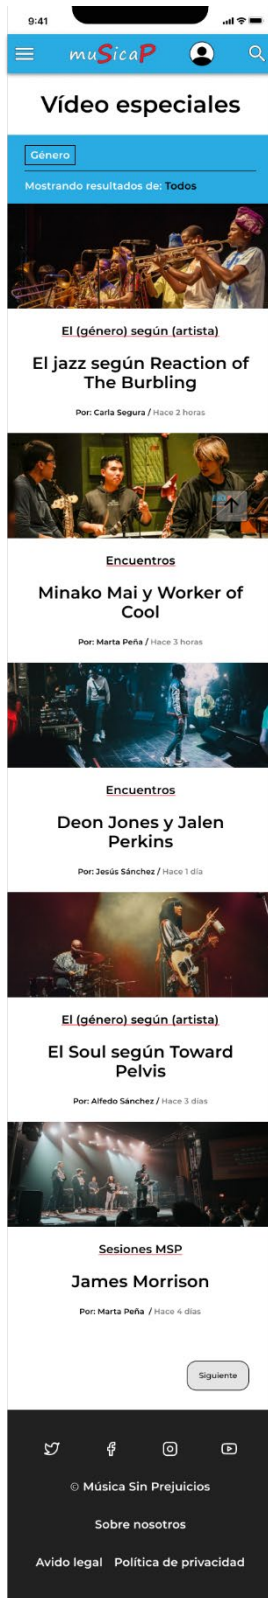 9:41
muSicaP
Vídeo especiales
Género
Mostrando resultados de: Todos
El (género) según (artista)
El jazz según Reaction of
The Burbling
Por: Carla Segura / Hace 2 horas
Encuentros
Minako Mai y Worker of
Cool
Por: Marta Peña / Hace 3 horas
Encuentros
Deon Jones y Jalen
Perkins
Por: Jesús Sánchez / Hace 1 día
El (género) según (artista)
El Soul según Toward
Pelvis
Por: Alfedo Sánchez / Hace 3 días
Sesiones MSP
James Morrison
Por: Marta Peña / Hace 4 días
Siguiente
© Música Sin Prejuicios
Sobre nosotros
Avido legal Política de privacidad